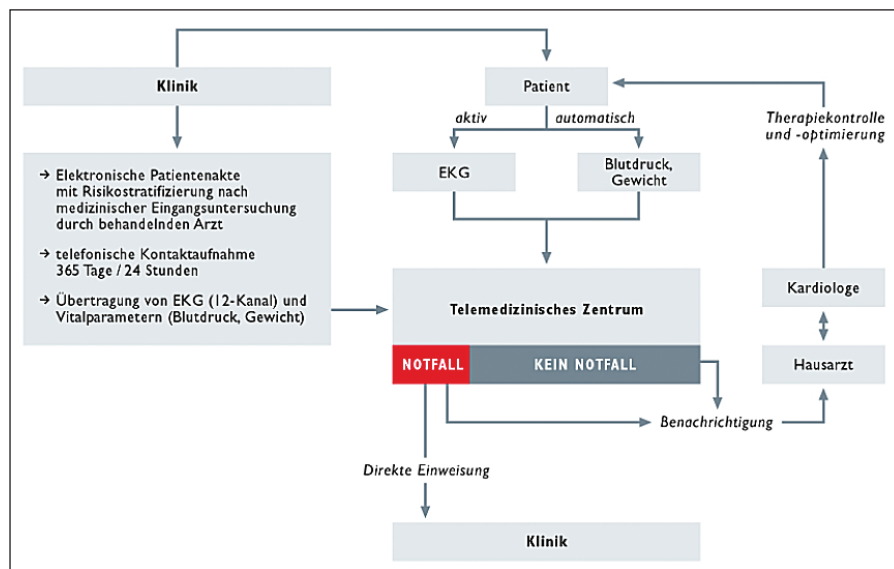 Klinik
Patient
aktiv
automatisch
Therapiekontrolle
und -optimierung
→ Elektronische Patientenakte
mit Risikostratifizierung nach
medizinischer Eingangsuntersuchung
durch behandelnden Arzt
→ telefonische Kontaktaufnahme
365 Tage / 24 Stunden
→ Übertragung von EKG (12-Kanal) und
Vitalparametern (Blutdruck, Gewicht)
EKG
Blutdruck,
Gewicht
Telemedizinisches Zentrum
Kardiologe
NOTFALL
KEIN NOTFALL
Hausarzt
Benachrichtigung
Direkte Einweisung
Klinik